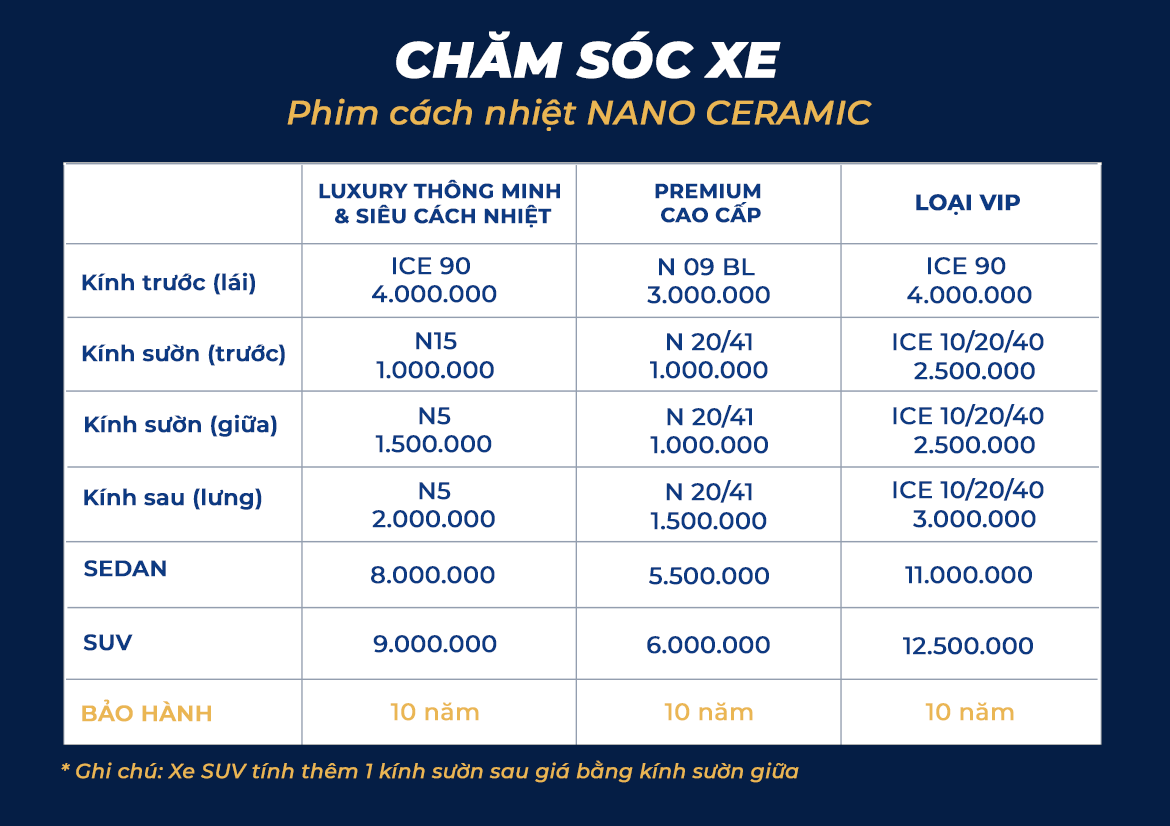 CHĂM SÓC XE
Phim cách nhiệt NANO CERAMIC
LUXURY THÔNG MINH
& SIÊU CÁCH NHIỆT
PREMIUM
CAO CẤP
LOẠI VIP
Kính trước (lái)
ICE 90
4.000.000
N 09 BL
3.000.000
ICE 90
4.000.000
Kính sườn (trước)
N15
1.000.000
N 20/41
1.000.000
ICE 10/20/40
2.500.000
Kính sườn (giữa)
N5
1.500.000
N 20/41
1.000.000
ICE 10/20/40
2.500.000
Kính sau (lưng)
N5
2.000.000
N 20/41
1.500.000
ICE 10/20/40
3.000.000
SEDAN
8.000.000
5.500.000
11.000.000
SUV
9.000.000
6.000.000
12.500.000
BẢO HÀNH
10 năm
10 năm
10 năm
* Ghi chú: Xe SUV tính thêm 1 kính sườn sau giá bằng kính sườn giữa